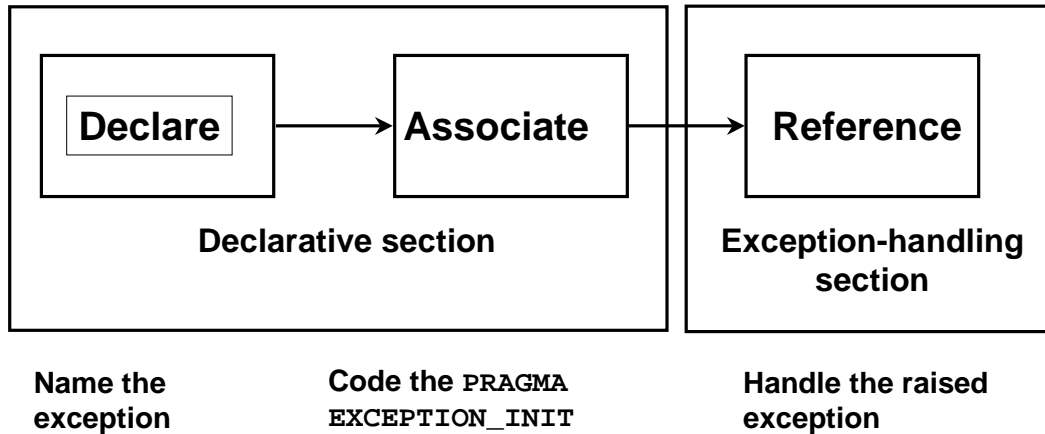 Declare
Associate
Reference
Declarative section
Exception-handling
section
Name the
exception
Code the PRAGMA
EXCEPTION_INIT
Handle the raised
exception